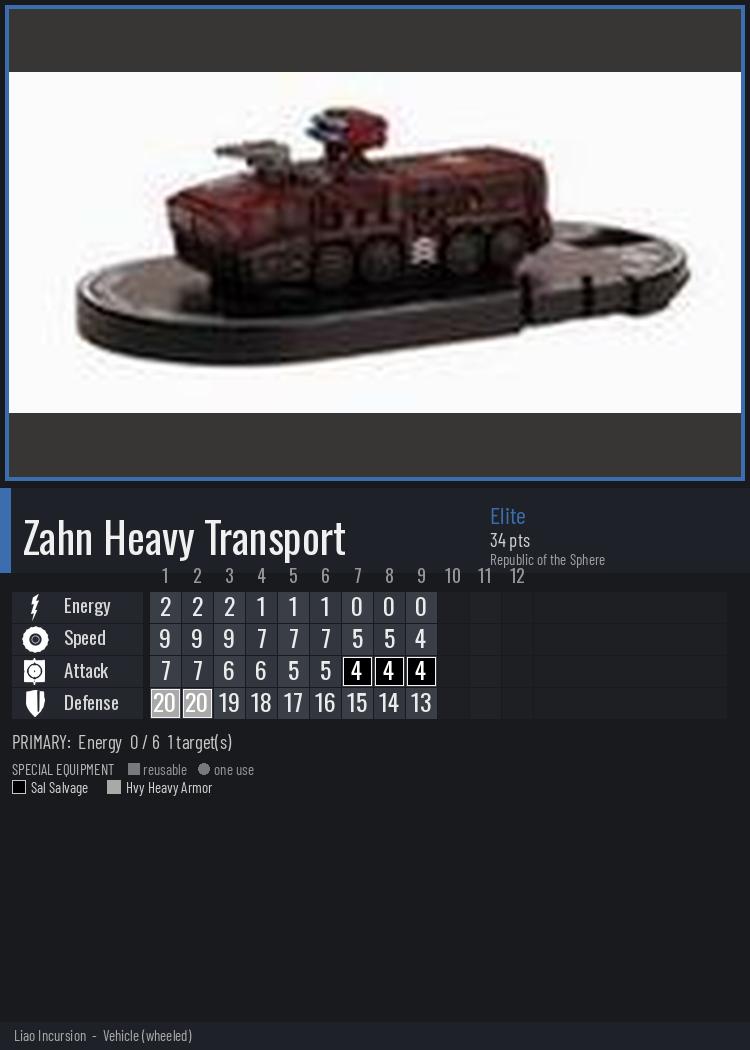 Zahn Heavy Transport
Elite
34 pts
Republic of the Sphere
1 2 3 4 5 6 7 8 9 10 11 12
Energy 2 2 2 1 1 1 0 0 0
Speed 9 9 9 7 7 7 5 5 4
Attack 7 7 6 6 5 5 4 4 4
Defense 20 20 19 18 17 16 15 14 13
PRIMARY: Energy 0 / 6 1 target(s)
SPECIAL EQUIPMENT reusable one use
Sal Salvage Hvy Heavy Armor
Liao Incursion - Vehicle (wheeled)